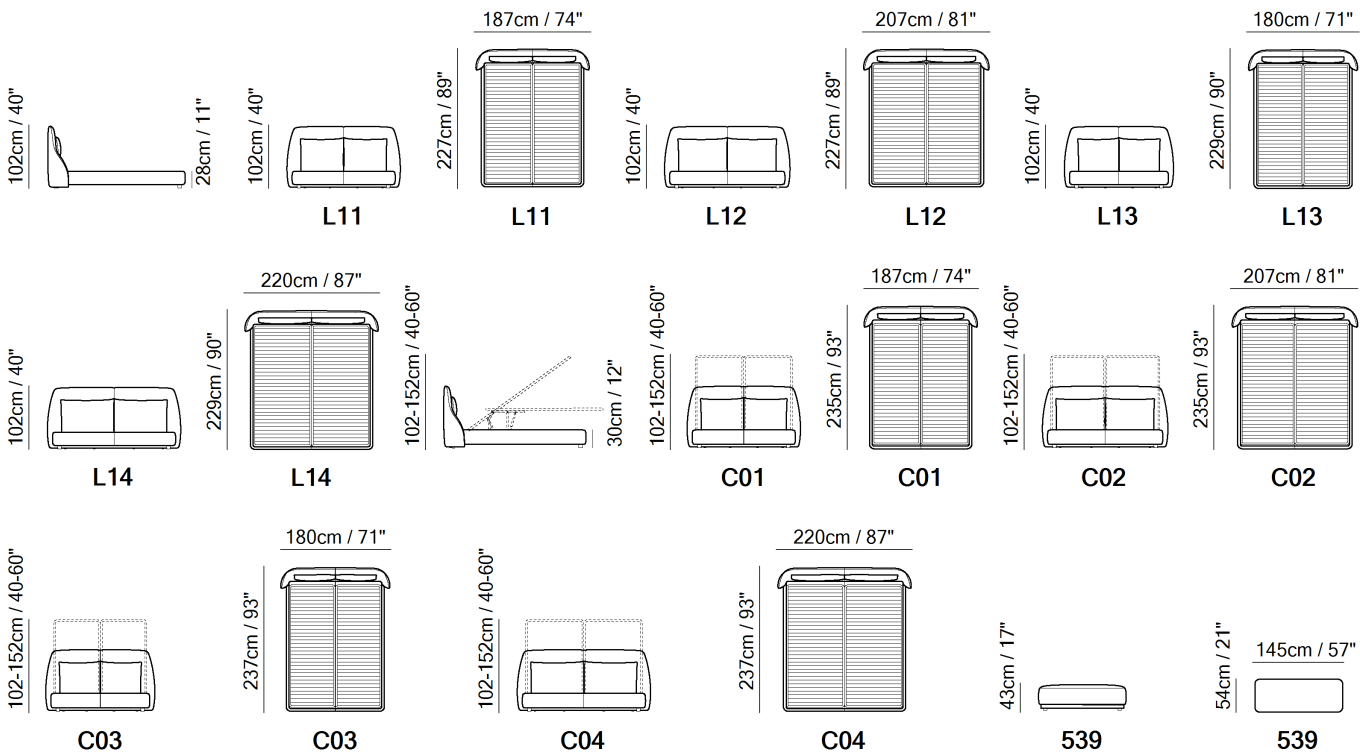 187cm / 74"
207cm / 81"
180cm / 71"
102cm / 40"
28cm / 11"
102cm / 40"
227cm / 89"
102cm / 40"
227cm / 89"
102cm / 40"
229cm / 90"
L11
L11
L12
L12
L13
L13
220cm / 87"
187cm / 74"
207cm / 81"
102cm / 40"
229cm / 90"
102-152cm / 40-60"
30cm / 12"
102-152cm / 40-60"
235cm / 93"
102-152cm / 40-60"
235cm / 93"
L14
L14
C01
C01
C02
C02
180cm / 71"
220cm / 87"
102-152cm / 40-60"
237cm / 93"
102-152cm / 40-60"
237cm / 93"
43cm / 17"
54cm / 21"
145cm / 57"
C03
C03
C04
C04
539
539